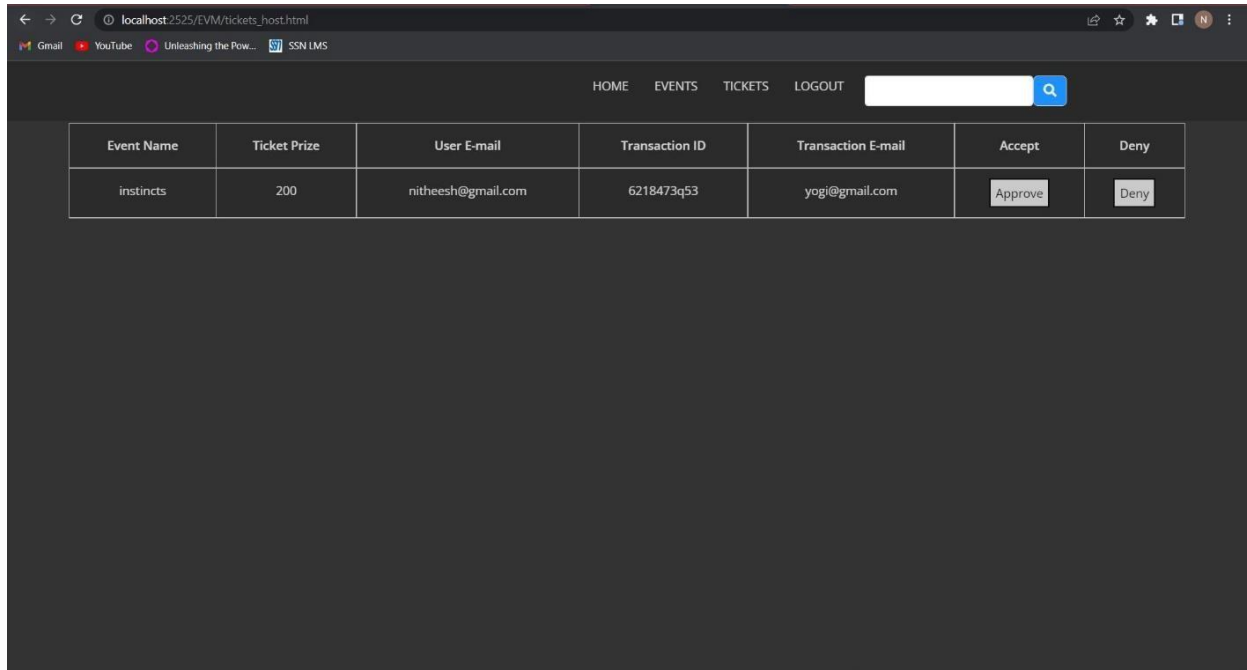 localhost:2525/EVM/tickets_host.html N
Gmail YouTube Unleashing the Pow... SSN LMS
HOME EVENTS TICKETS LOGOUT
Event Name Ticket Prize User E-mail Transaction ID Transaction E-mail Accept Deny
instincts 200 nitheesh@gmail.com 6218473q53 yogi@gmail.com Approve Deny